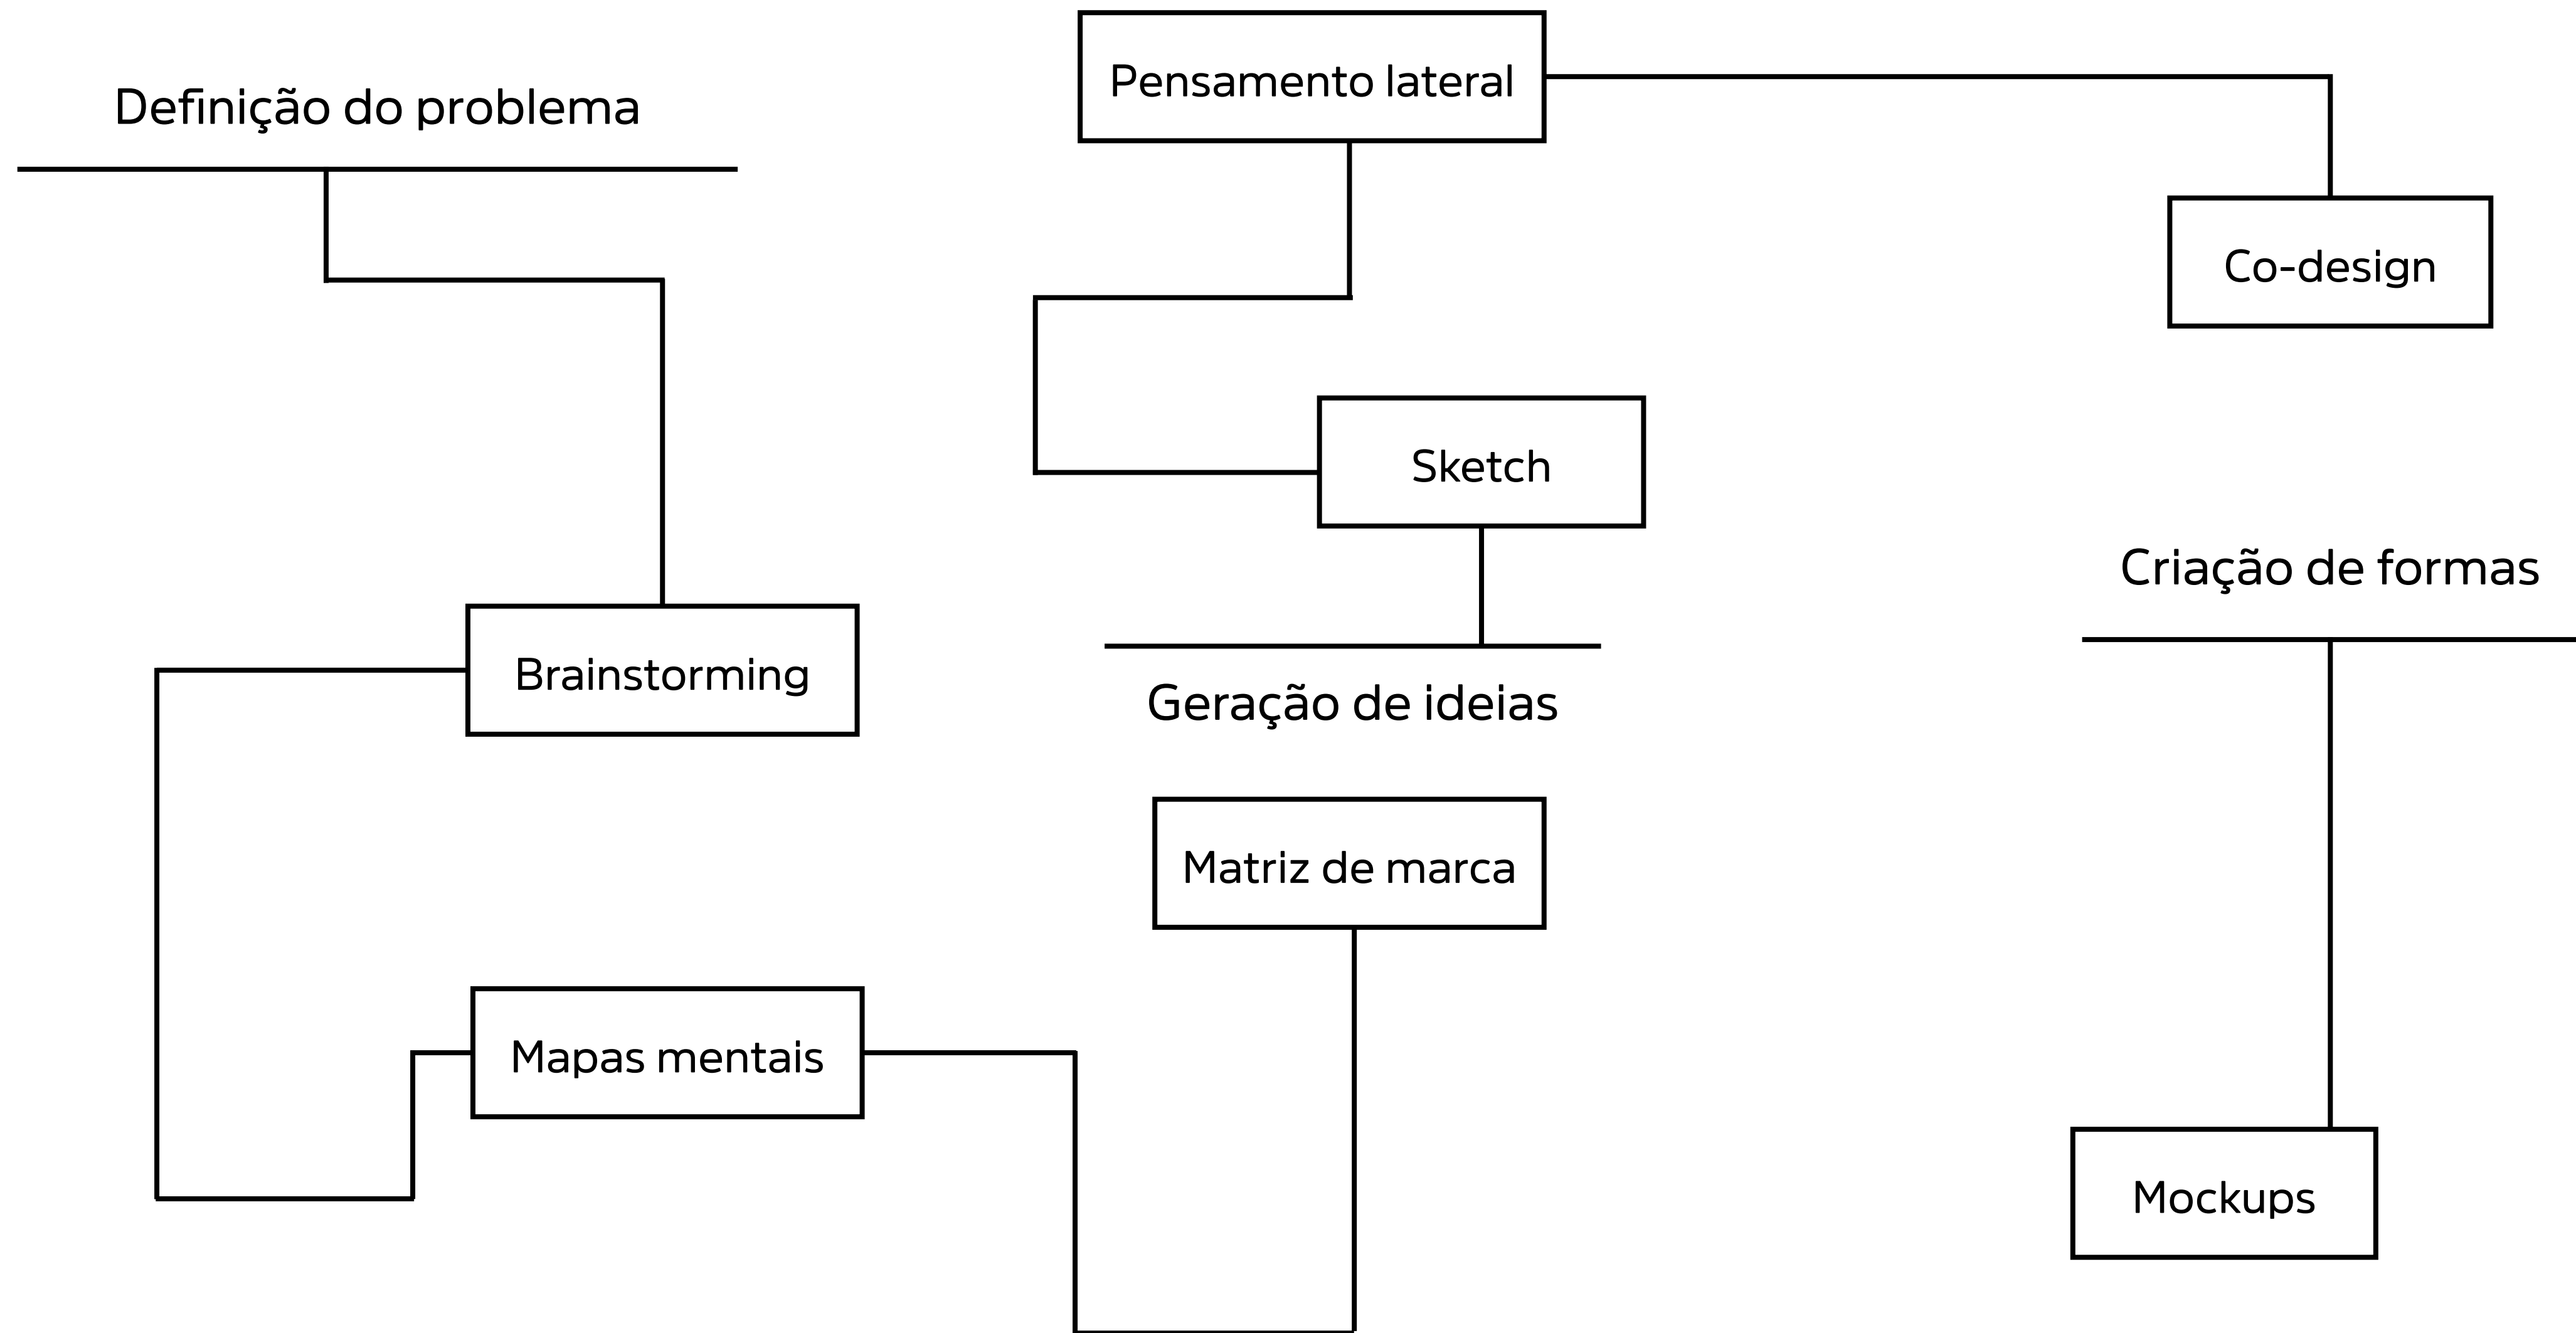 Definição do problema
Brainstorming
Mapas mentais
Pensamento lateral
Sketch
Geração de ideias
Matriz de marca
Co-design
Criação de formas
Mockups